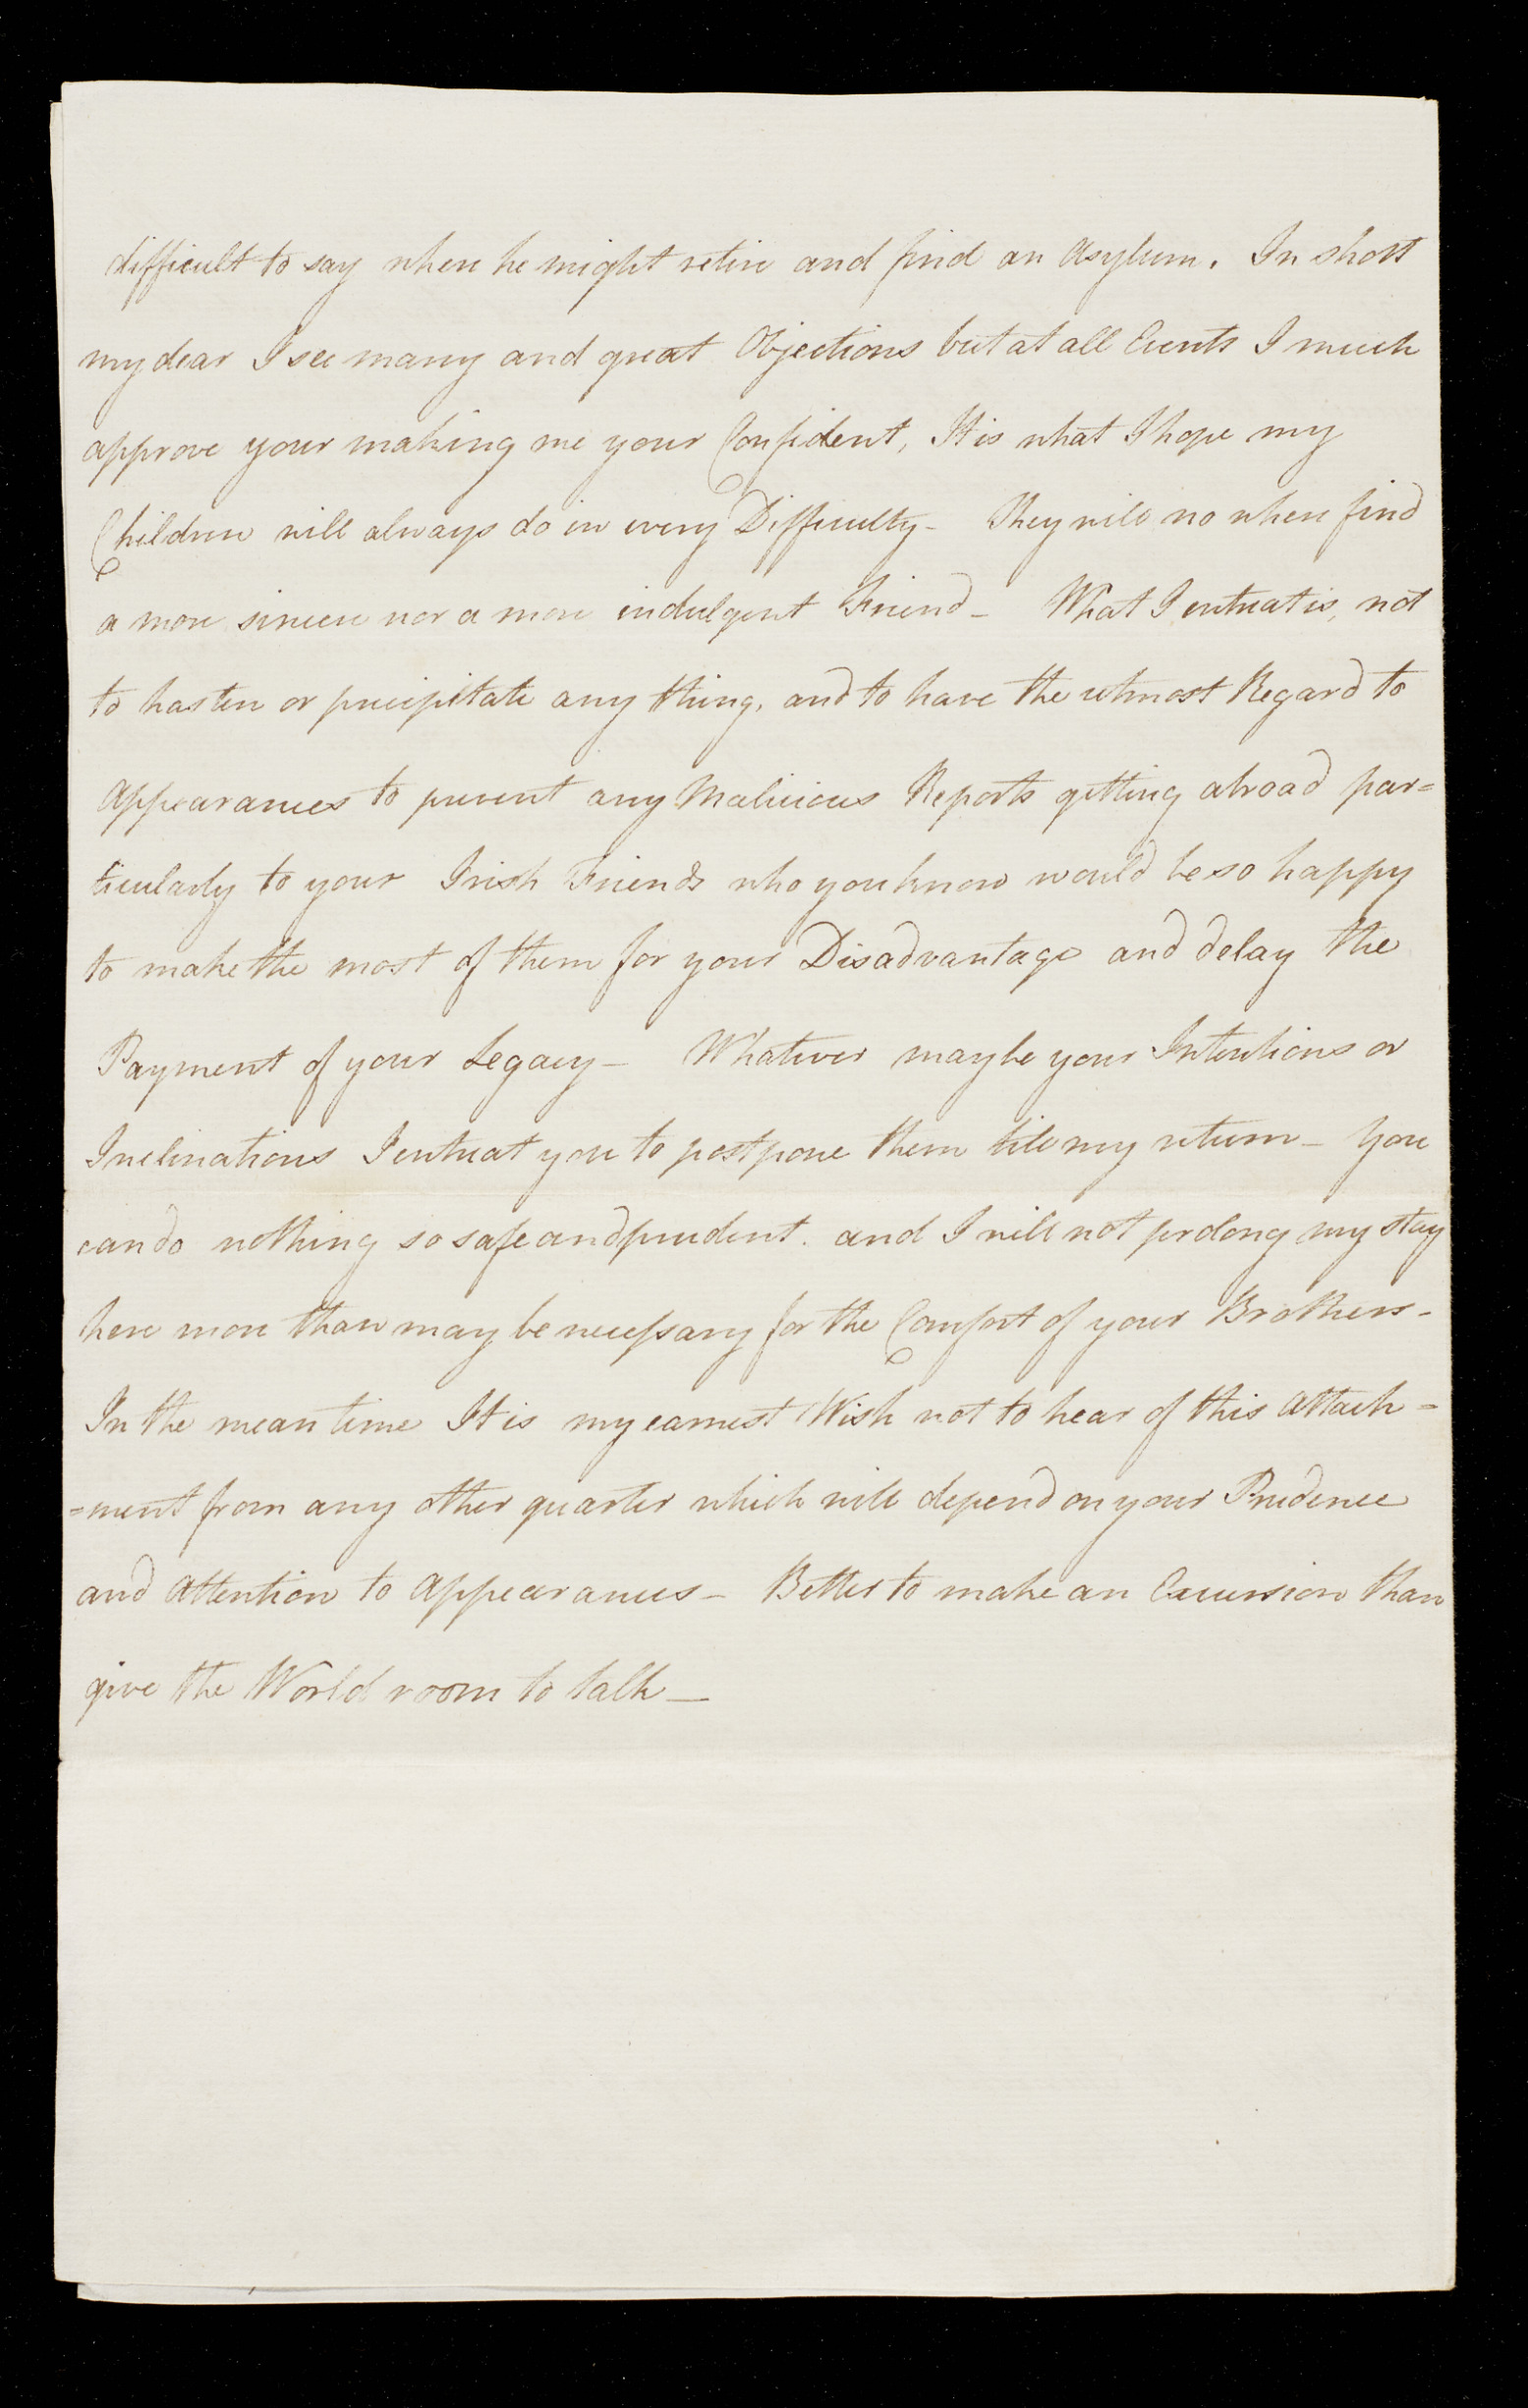 difficult to say where he might retire and find an Asylum. In short
my dear I see many and great Objections but at all Events I much
approve your making me your Confident, It is what I hope my
Children will always do in every Difficulty - They will no where find
a more sincere nor a more indulgent Friend - What I entreat is, not
to hasten or precipitate any thing, and to have the utmost Regard to
Appearances to prevent any Malicious Reports getting abroad par=
ticularly to your Irish Friends who you know would be so happy
to make the most of them for your Disadvantage and delay the
Payment of your Legacy - Whatever may be your Intentions or
Inclinations I entreat you to postpone them till my return - You
can do nothing so safe and prudent. and I will not prolong my stay
here more than may be necessary for the Comfort of your Brothers -
In the mean time It is my earnest Wish not to hear of this Attach=
=ment from any other quarter which will depend on your Prudence
and Attention to Appearances - Better to make an Excursion than
give the World room to talk -